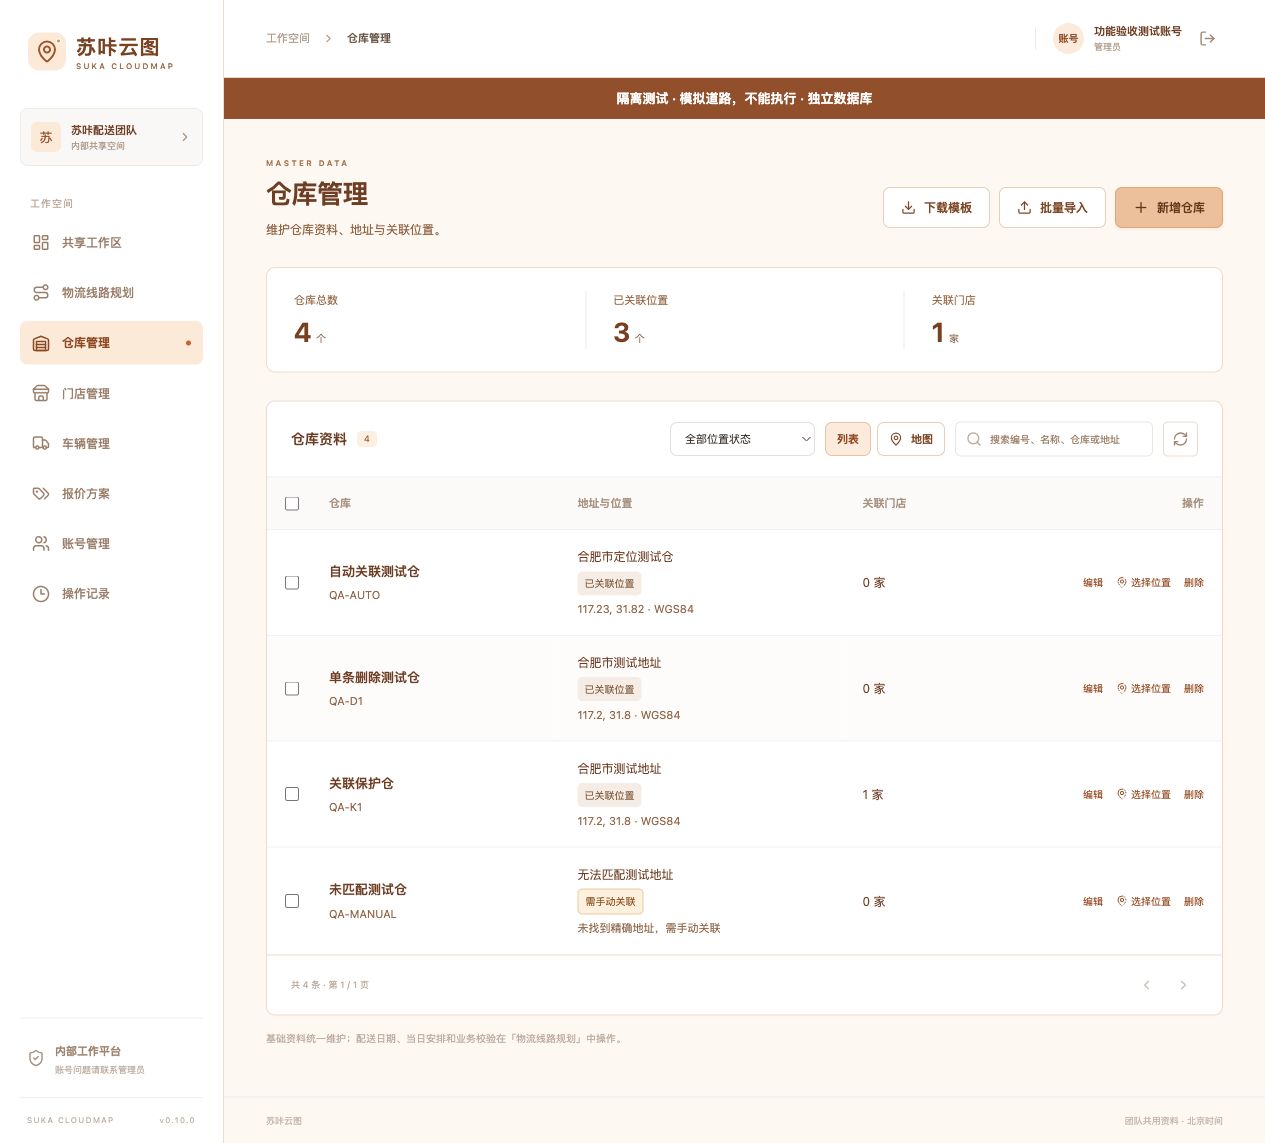 苏咔云图
SUKA CLOUDMAP
苏
苏咔配送团队
内部共享空间
工作空间
共享工作区
物流线路规划
仓库管理
门店管理
车辆管理
报价方案
账号管理
操作记录
内部工作平台
账号问题请联系管理员
SUKA CLOUDMAP v0.10.0
工作空间 仓库管理
账号
功能验收测试账号
管理员
隔离测试 · 模拟道路，不能执行 · 独立数据库
MASTER DATA
仓库管理
维护仓库资料、地址与关联位置。
下载模板
批量导入
新增仓库
仓库总数
4 个
已关联位置
3 个
关联门店
1 家
仓库资料 4
全部位置状态
列表
地图
搜索编号、名称、仓库或地址
仓库 地址与位置 关联门店 操作
自动关联测试仓
QA-AUTO
合肥市定位测试仓
已关联位置
117.23, 31.82 · WGS84
0 家
编辑 选择位置 删除
单条删除测试仓
QA-D1
合肥市测试地址
已关联位置
117.2, 31.8 · WGS84
0 家
编辑 选择位置 删除
关联保护仓
QA-K1
合肥市测试地址
已关联位置
117.2, 31.8 · WGS84
1 家
编辑 选择位置 删除
未匹配测试仓
QA-MANUAL
无法匹配测试地址
需手动关联
未找到精确地址，需手动关联
0 家
编辑 选择位置 删除
共 4 条 · 第 1 / 1 页
基础资料统一维护；配送日期、当日安排和业务校验在「物流线路规划」中操作。
苏咔云图
团队共用资料 · 北京时间